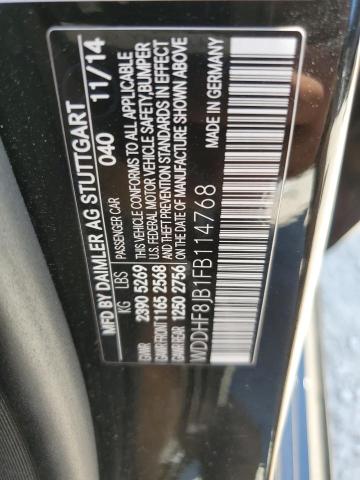 MFD BY DAIMLER AG STUTTGART
040 11/14
KG LBS PASSENGER CAR
GVWR 2390 5269 THIS VEHICLE CONFORMS TO ALL APPLICABLE
GWIR FRONT 1165 2568 U.S. FEDERAL MOTOR VEHICLE SAFETY, BUMPER
GWIR REAR 1250 2756 AND THEFT PREVENTION STANDARDS IN EFFECT
ON THE DATE OF MANUFACTURE SHOWN ABOVE
WDDHF8JB1FB114768
MADE IN GERMANY